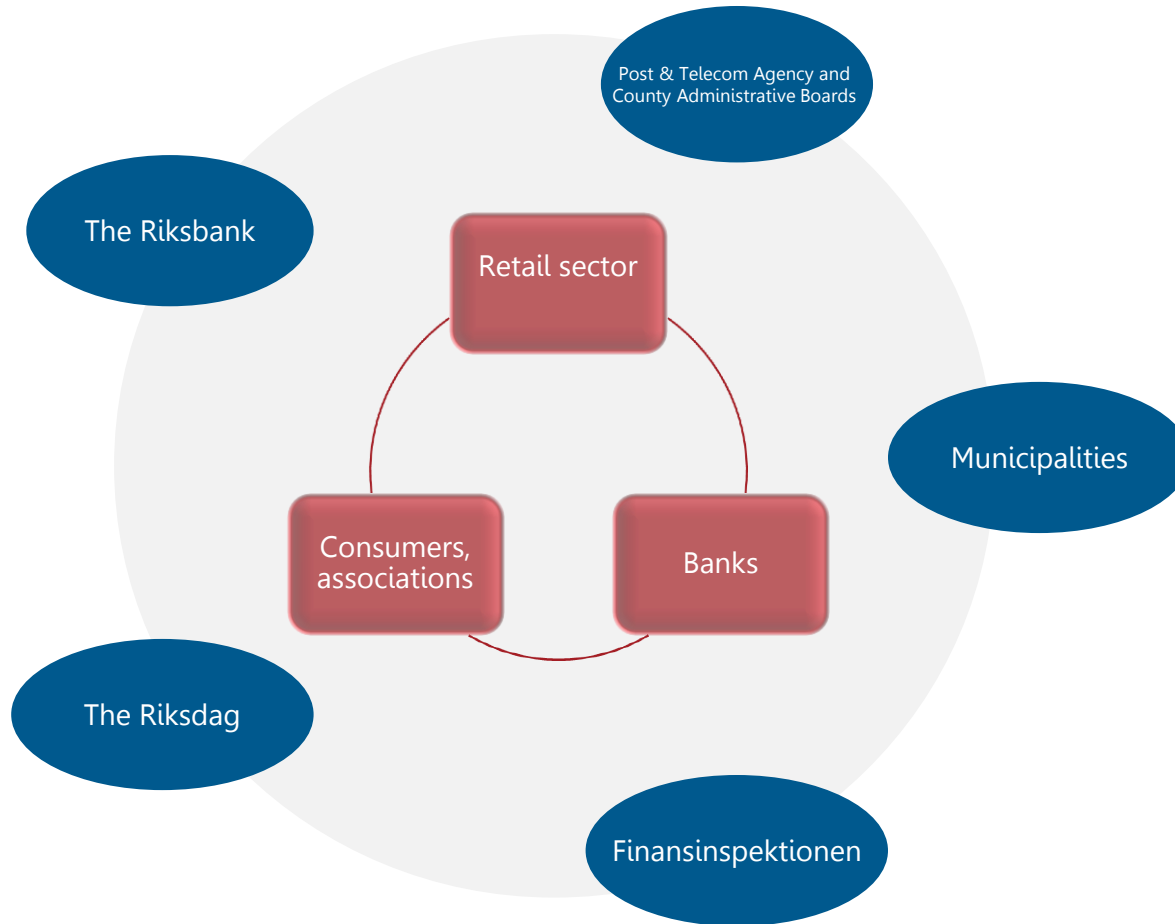 Post & Telecom Agency and
County Administrative Boards
The Riksbank
Retail sector
Municipalities
Consumers,
associations
Banks
The Riksdag
Finansinspektionen